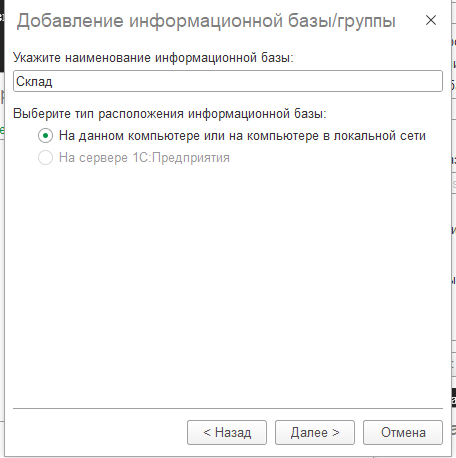 Добавление информационной базы/группы
Укажите наименование информационной базы:
Склад
Выберите тип расположения информационной базы:
На данном компьютере или на компьютере в локальной сети
На сервере 1С:Предприятия
< Назад
Далее >
Отмена